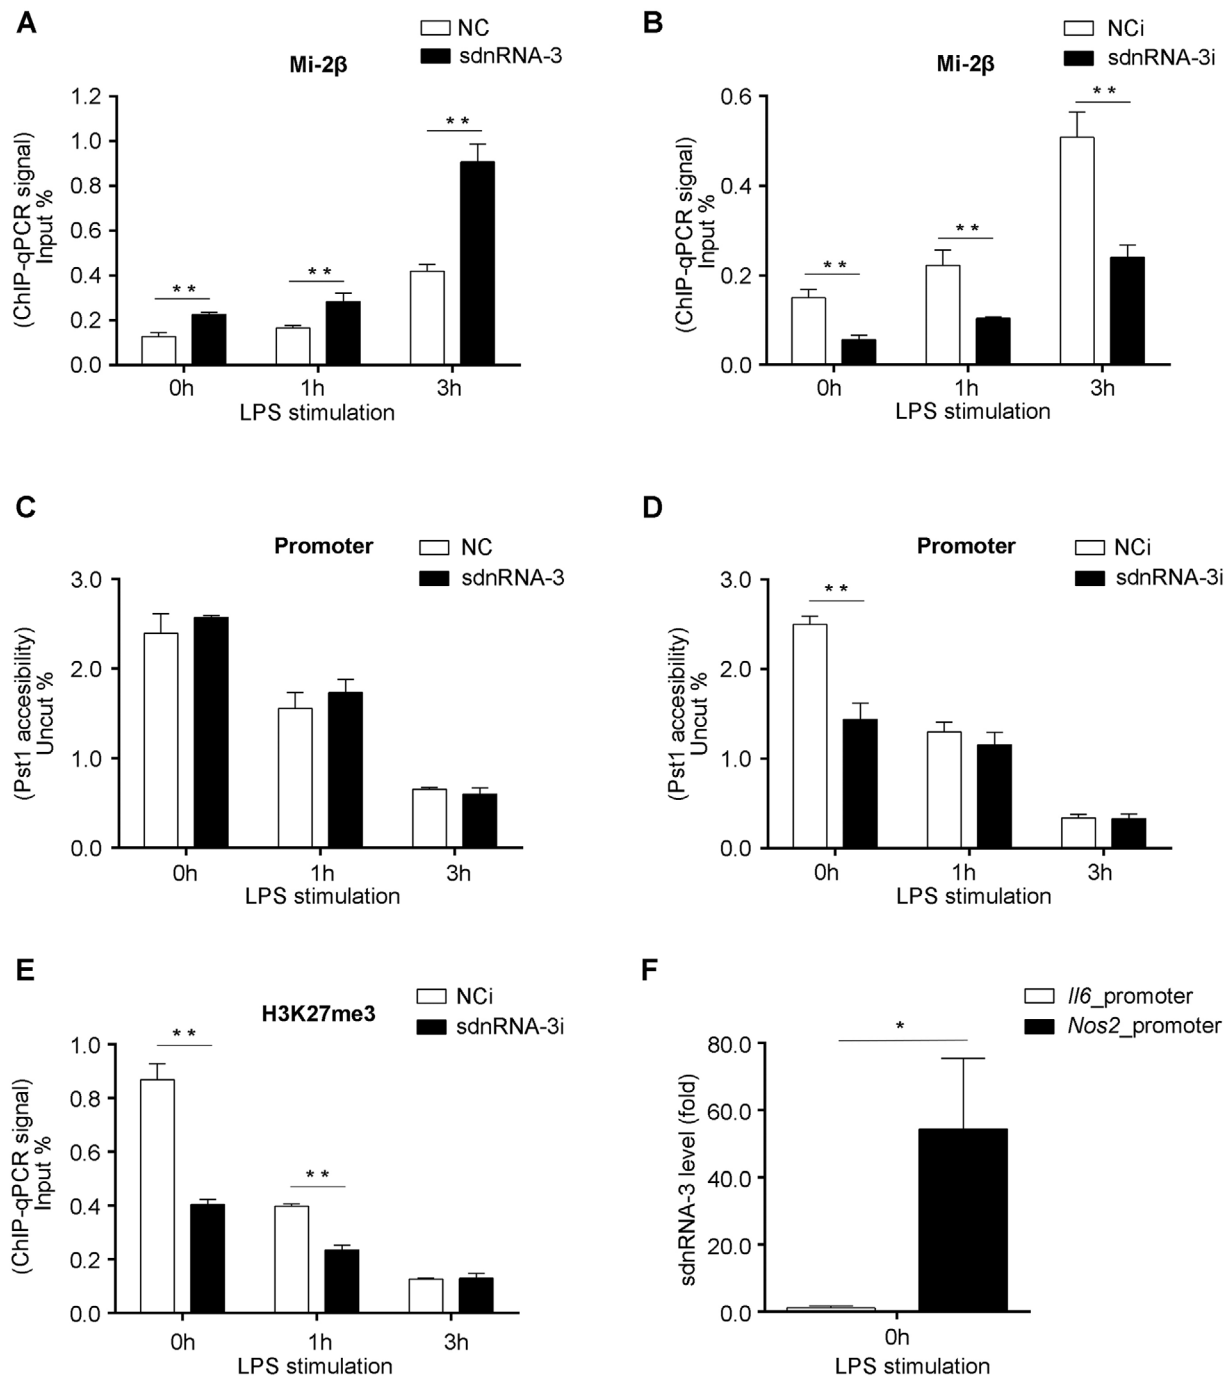 A
NC
sdnRNA-3
Mi-2β
(ChIP-qPCR signal)
Input %
1.2
1.0
0.8
0.6
0.4
0.2
0.0
* *
* *
* *
0h
1h
3h
LPS stimulation
B
NCi
sdnRNA-3i
Mi-2β
(ChIP-qPCR signal)
Input %
0.6
0.4
0.2
0.0
* *
* *
* *
0h
1h
3h
LPS stimulation
C
Promoter
NC
sdnRNA-3
(Pst1 accesibility)
Uncut %
3.0
2.0
1.0
0.0
0h
1h
3h
LPS stimulation
D
Promoter
NCi
sdnRNA-3i
(Pst1 accesibility)
Uncut %
3.0
2.0
1.0
0.0
* *
0h
1h
3h
LPS stimulation
E
H3K27me3
NCi
sdnRNA-3i
(ChIP-qPCR signal)
Input %
1.0
0.8
0.6
0.4
0.2
0.0
* *
* *
0h
1h
3h
LPS stimulation
F
Il6_promoter
Nos2_promoter
sdnRNA-3 level (fold)
80.0
60.0
40.0
20.0
0.0
*
0h
LPS stimulation